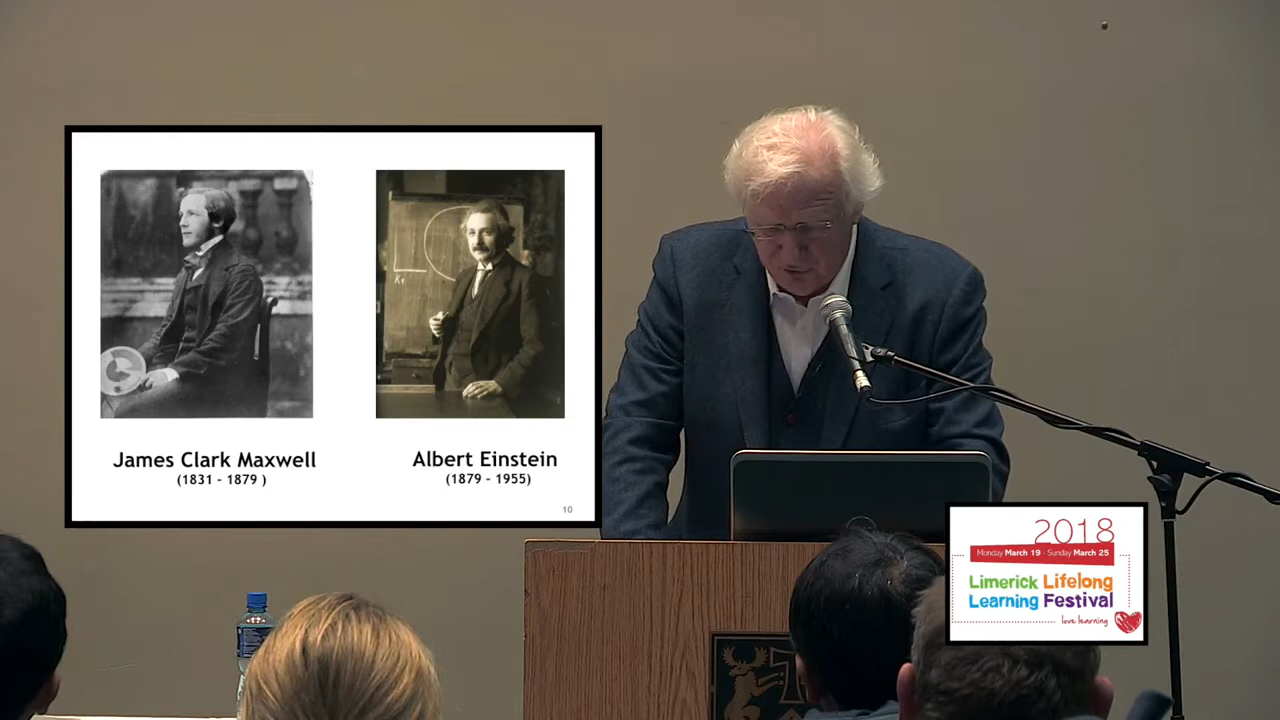 James Clark Maxwell
(1831 - 1879 )
Albert Einstein
(1879 - 1955)
10
2018
Monday March 19 - Sunday March 25
Limerick Lifelong
Learning Festival
love learning